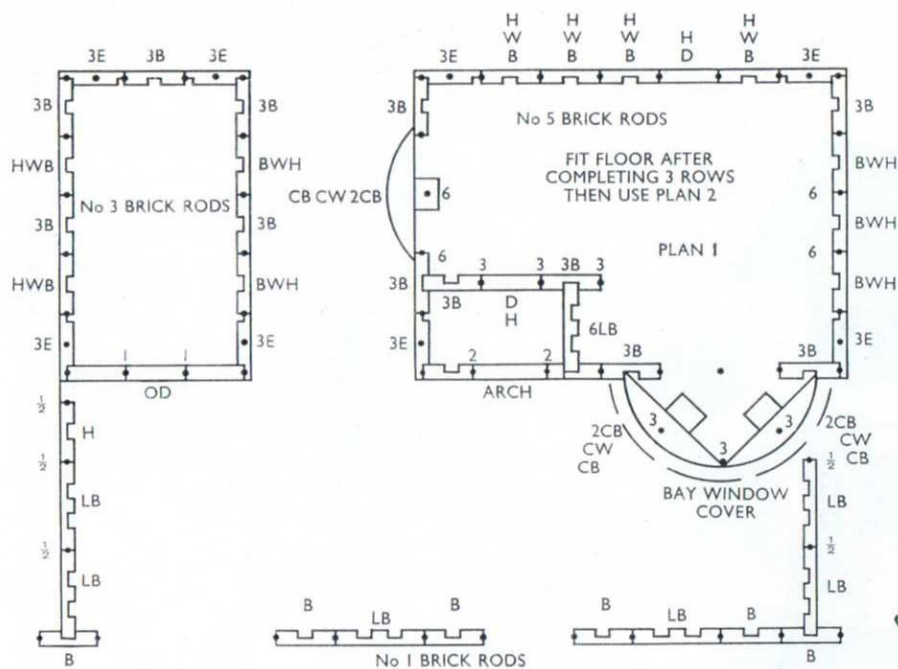 3E 3B 3E
3B 3B
HWB BWH
No 3 BRICK RODS
3B 3B
HWB BWH
3E 3E
1 1
OD
½
H
½
LB
½
LB
B
H H H H H
W W W D W
B B B B
3E 3E
3B 3B
No 5 BRICK RODS
FIT FLOOR AFTER
COMPLETING 3 ROWS
THEN USE PLAN 2
BWH
CB CW 2CB
6 6
BWH
PLAN 1
6 6
3 3 3B 3
3B BWH
3B D
H
6LB
3E 3E
2 2
ARCH
3B 3B
3 3 3
2CB
CW
CB
2CB
CW
CB
BAY WINDOW
COVER
½
LB
½
LB
B LB B
No 1 BRICK RODS
B LB B
B